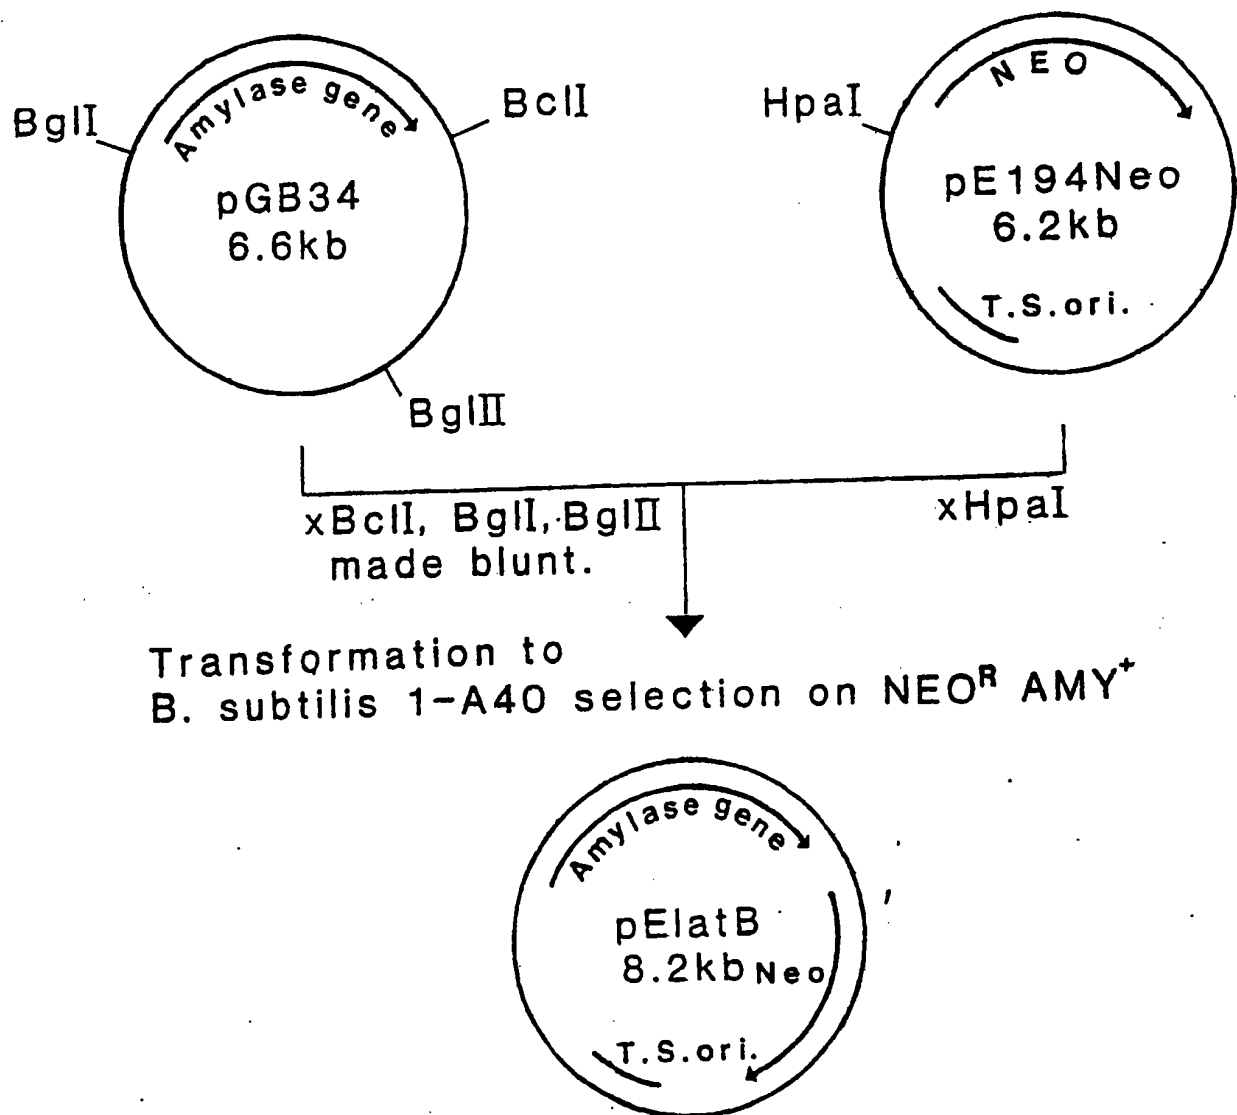 Amylase gene
BglI
BclI
pGB34
6.6kb
BglII
NEO
HpaI
pE194Neo
6.2kb
T.S.ori.
xBclI, BglI, BglII
made blunt.
xHpaI
Transformation to
B. subtilis 1-A40 selection on NEOᴿ AMY⁺
Amylase gene
pElatB
8.2kb Neo
T.S.ori.